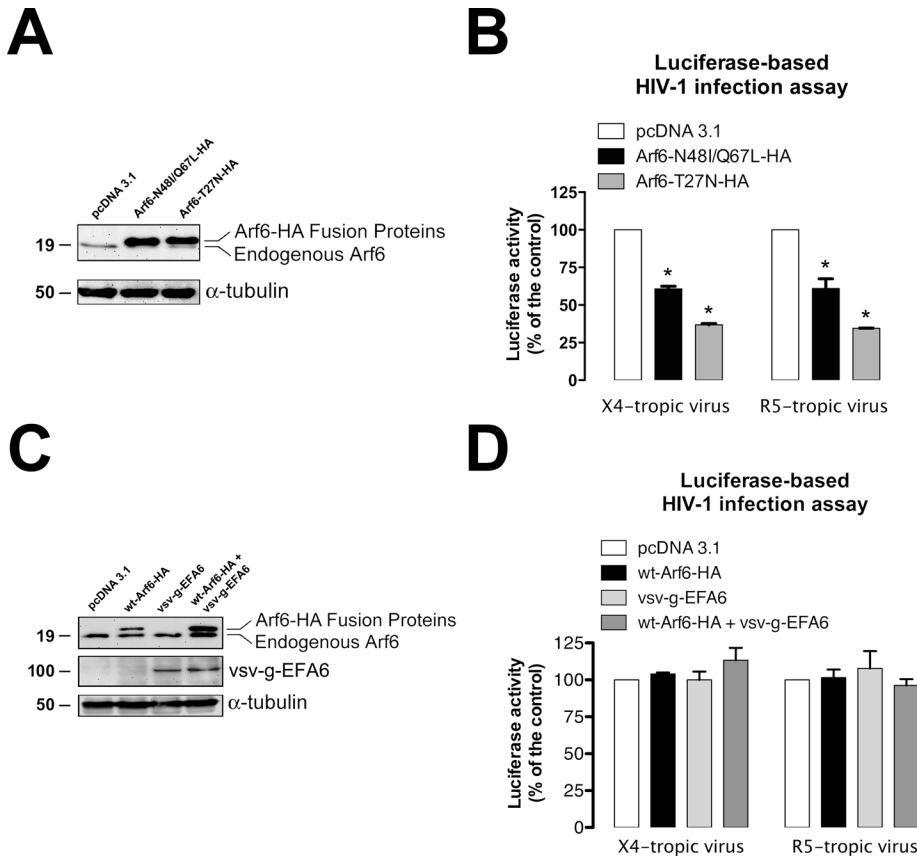 A
pcDNA 3.1
Arf6-N48I/Q67L-HA
Arf6-T27N-HA
19
Arf6-HA Fusion Proteins
Endogenous Arf6
50
α-tubulin
B
Luciferase-based
HIV-1 infection assay
pcDNA 3.1
Arf6-N48I/Q67L-HA
Arf6-T27N-HA
Luciferase activity
(% of the control)
125
100
75
50
25
0
* *
* *
X4-tropic virus
R5-tropic virus
C
pcDNA 3.1
wt-Arf6-HA
vsv-g-EFA6
wt-Arf6-HA +
vsv-g-EFA6
19
Arf6-HA Fusion Proteins
Endogenous Arf6
100
vsv-g-EFA6
50
α-tubulin
D
Luciferase-based
HIV-1 infection assay
pcDNA 3.1
wt-Arf6-HA
vsv-g-EFA6
wt-Arf6-HA + vsv-g-EFA6
Luciferase activity
(% of the control)
125
100
75
50
25
0
X4-tropic virus
R5-tropic virus